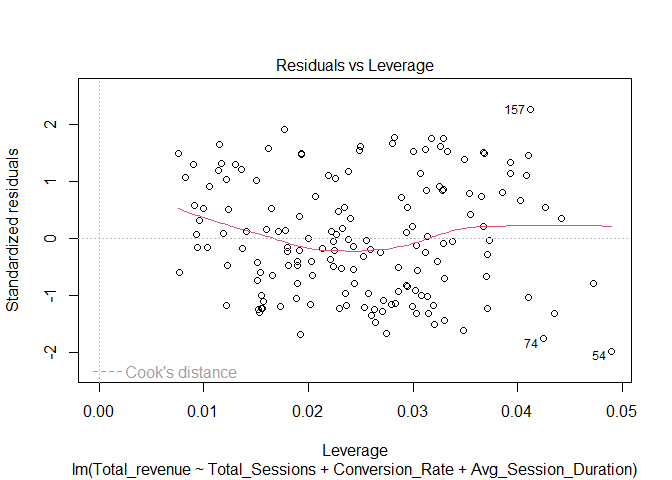 Residuals vs Leverage
Standardized residuals
2
1
0
-1
-2
157
74
54
Cook's distance
0.00 0.01 0.02 0.03 0.04 0.05
Leverage
lm(Total_revenue ~ Total_Sessions + Conversion_Rate + Avg_Session_Duration)